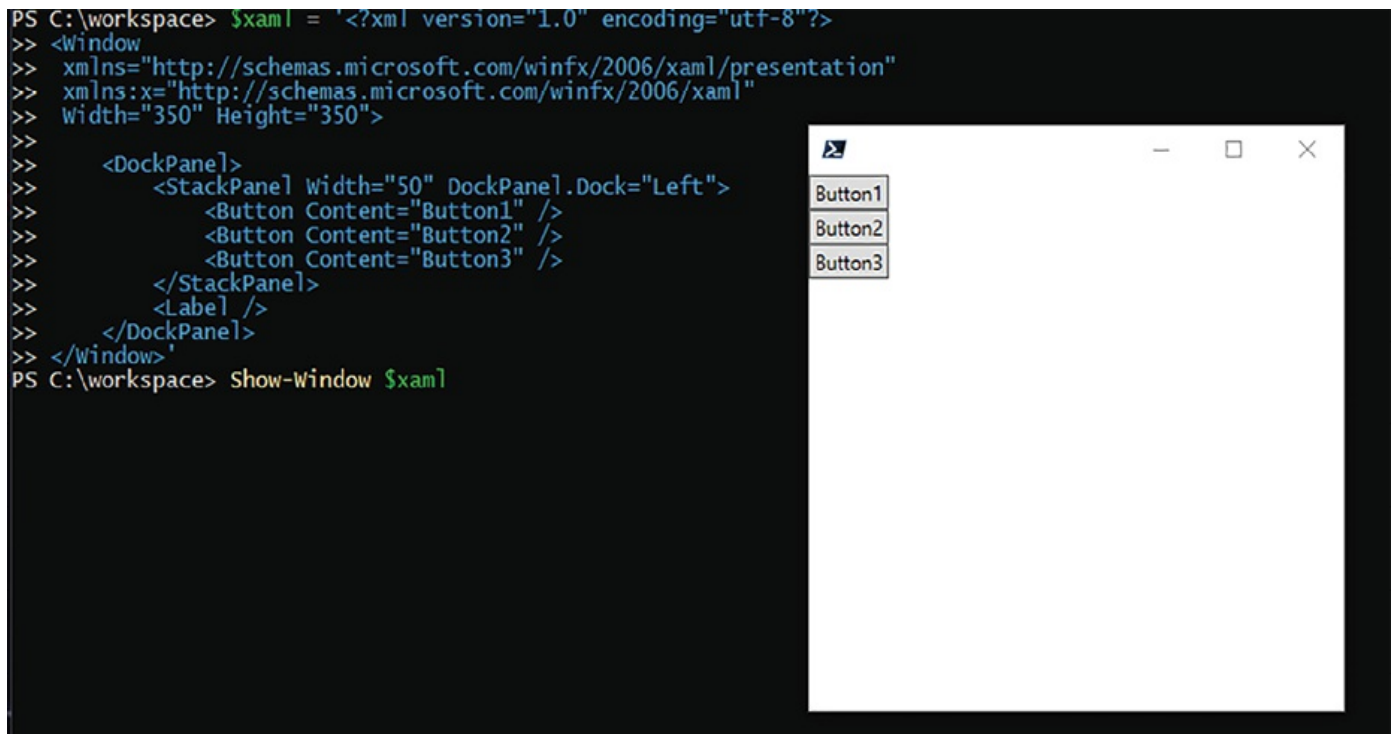 PS C:\workspace> $xaml = '<?xml version="1.0" encoding="utf-8"?>
>> <Window
>>  xmlns="http://schemas.microsoft.com/winfx/2006/xaml/presentation"
>>  xmlns:x="http://schemas.microsoft.com/winfx/2006/xaml"
>>  Width="350" Height="350">
>>
>>     <DockPanel>
>>         <StackPanel Width="50" DockPanel.Dock="Left">
>>             <Button Content="Button1" />
>>             <Button Content="Button2" />
>>             <Button Content="Button3" />
>>         </StackPanel>
>>         <Label />
>>     </DockPanel>
>> </Window>'
PS C:\workspace> Show-Window $xaml
Button1
Button2
Button3